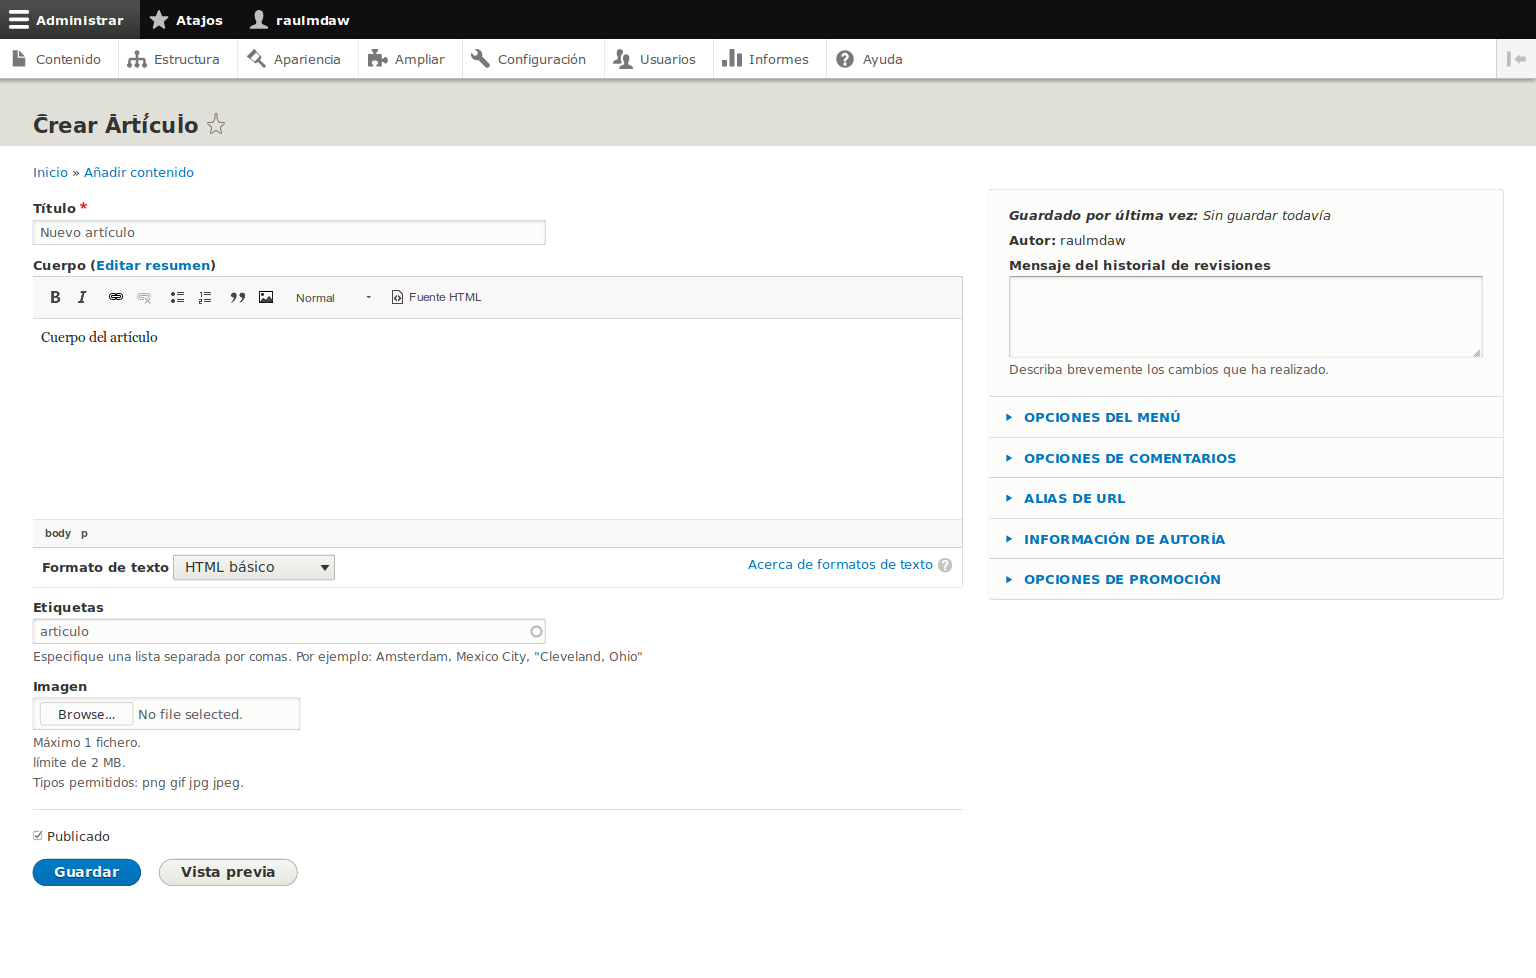 Administrar Atajos raulmdaw
Contenido Estructura Apariencia Ampliar Configuración Usuarios Informes Ayuda
Crear Artículo
Inicio » Añadir contenido
Título *
Nuevo artículo
Cuerpo (Editar resumen)
B I Normal Fuente HTML
Cuerpo del artículo
body p
Formato de texto HTML básico Acerca de formatos de texto ?
Etiquetas
articulo
Especifique una lista separada por comas. Por ejemplo: Amsterdam, Mexico City, "Cleveland, Ohio"
Imagen
Browse... No file selected.
Máximo 1 fichero.
límite de 2 MB.
Tipos permitidos: png gif jpg jpeg.
Publicado
Guardar Vista previa
Guardado por última vez: Sin guardar todavía
Autor: raulmdaw
Mensaje del historial de revisiones
Describa brevemente los cambios que ha realizado.
OPCIONES DEL MENÚ
OPCIONES DE COMENTARIOS
ALIAS DE URL
INFORMACIÓN DE AUTORÍA
OPCIONES DE PROMOCIÓN